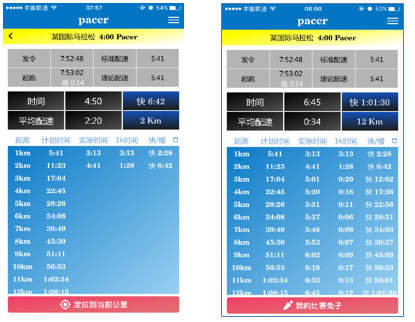 中国联通 07:57 54%
pacer
某国际马拉松 4:00 Pacer
发令 7:52:48 标准配速 5:41
起跑 7:53:02 晚 0:14 理论配速 5:41
时间 4:50 快 6:42
平均配速 2:20 2 Km
距离 计划时间 实际时间 1k时间 快/慢
1km 5:41 3:13 3:13 快 2:28
2km 11:23 4:41 1:28 快 6:42
3km 17:04
4km 22:45
5km 28:26
6km 34:08
7km 39:49
8km 45:30
9km 51:11
10km 56:53
11km 1:02:34
12km 1:08:15
定位到当前公里
中国联通 08:00 52%
pacer
某国际马拉松 4:00 Pacer
发令 7:52:48 标准配速 5:41
起跑 7:53:02 晚 0:14 理论配速 5:41
时间 6:45 快 1:01:30
平均配速 0:34 12 Km
距离 计划时间 实际时间 1k时间 快/慢
1km 5:41 3:13 3:13 快 2:28
2km 11:23 4:41 1:28 快 6:42
3km 17:04 5:01 0:20 快 12:02
4km 22:45 5:20 0:18 快 17:26
5km 28:26 5:31 0:11 快 22:56
6km 34:08 5:37 0:06 快 28:31
7km 39:49 5:46 0:09 快 34:03
8km 45:30 5:53 0:07 快 39:37
9km 51:11 6:02 0:09 快 45:09
10km 56:53 6:19 0:17 快 50:33
11km 1:02:34 6:33 0:13 快 56:01
12km 1:08:15 6:45 0:12 快 1:01:30
我的比赛兔子